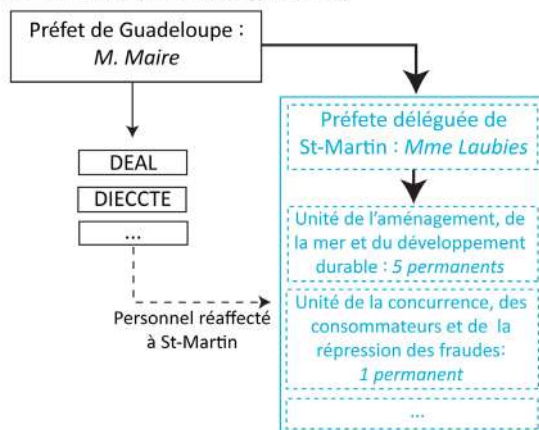 Préfet de Guadeloupe :
M. Maire
Préfete déléguée de
St-Martin : Mme Laubies
DEAL
DIECCTE
...
Unité de l'aménagement, de
la mer et du développement
durable : 5 permanents
Personnel réaffecté
à St-Martin
Unité de la concurrence, des
consommateurs et de la
répression des fraudes:
1 permanent
...